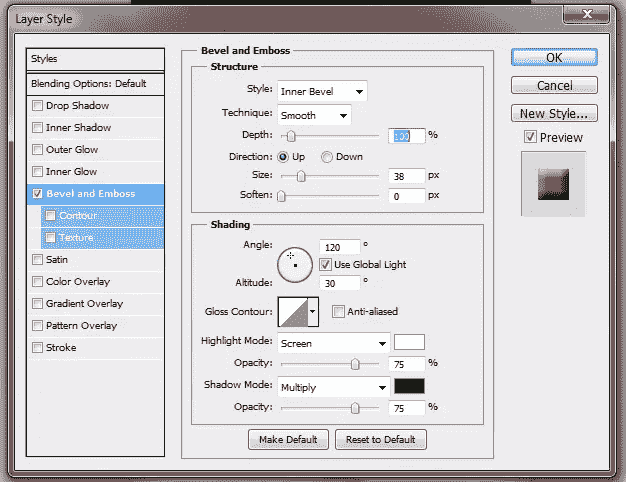 Layer Style
Styles
Blending Options: Default
Drop Shadow
Inner Shadow
Outer Glow
Inner Glow
Bevel and Emboss
Contour
Texture
Satin
Color Overlay
Gradient Overlay
Pattern Overlay
Stroke
Bevel and Emboss
Structure
Style: Inner Bevel
Technique: Smooth
Depth: 100 %
Direction: Up Down
Size: 38 px
Soften: 0 px
Shading
Angle: 120 °
Use Global Light
Altitude: 30 °
Gloss Contour: Anti-aliased
Highlight Mode: Screen
Opacity: 75 %
Shadow Mode: Multiply
Opacity: 75 %
Make Default Reset to Default
OK
Cancel
New Style...
Preview